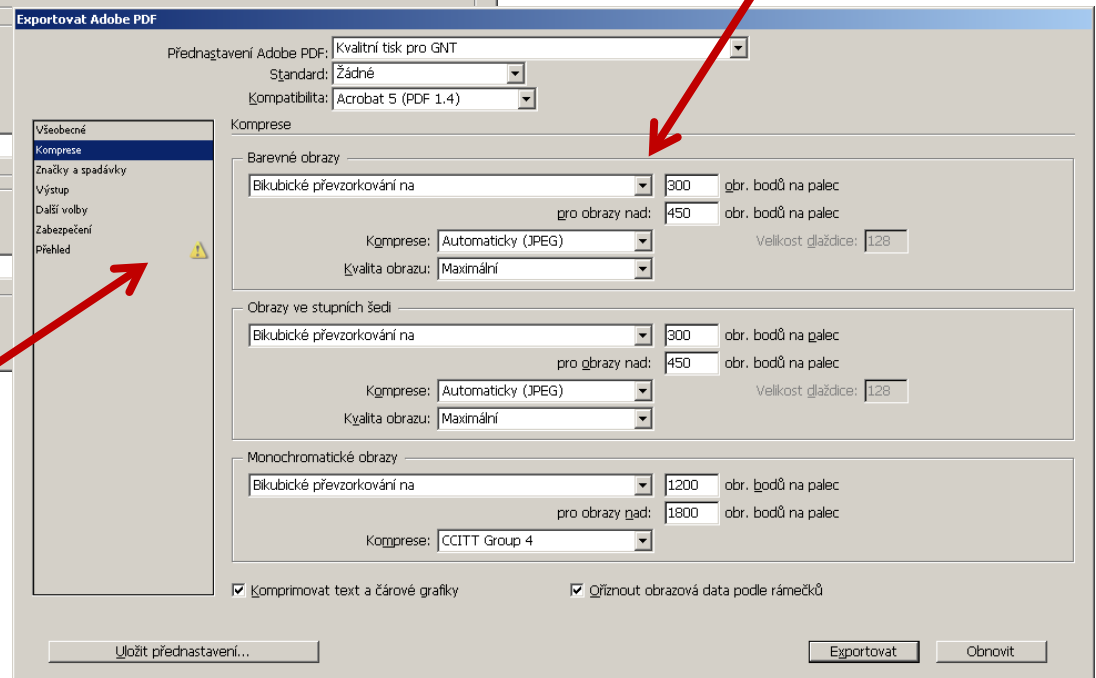 Exportovat Adobe PDF
Přednastavení Adobe PDF: Kvalitní tisk pro GNT
Standard: Žádné
Kompatibilita: Acrobat 5 (PDF 1.4)
Všeobecné
Komprese
Značky a spadávky
Výstup
Další volby
Zabezpečení
Přehled
Komprese
Barevné obrazy
Bikubické převzorkování na 300 obr. bodů na palec
pro obrazy nad: 450 obr. bodů na palec
Komprese: Automaticky (JPEG) Velikost dlaždice: 128
Kvalita obrazu: Maximální
Obrazy ve stupních šedi
Bikubické převzorkování na 300 obr. bodů na palec
pro obrazy nad: 450 obr. bodů na palec
Komprese: Automaticky (JPEG) Velikost dlaždice: 128
Kvalita obrazu: Maximální
Monochromatické obrazy
Bikubické převzorkování na 1200 obr. bodů na palec
pro obrazy nad: 1800 obr. bodů na palec
Komprese: CCITT Group 4
Komprimovat text a čárové grafiky Oříznout obrazová data podle rámečků
Uložit přednastavení... Exportovat Obnovit